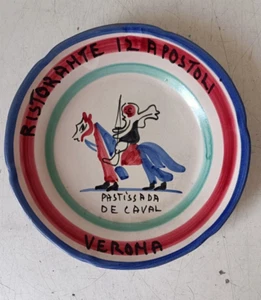 RISTORANTE 12 APOSTOLI
PASTISSADA
DE CAVAL
VERONA